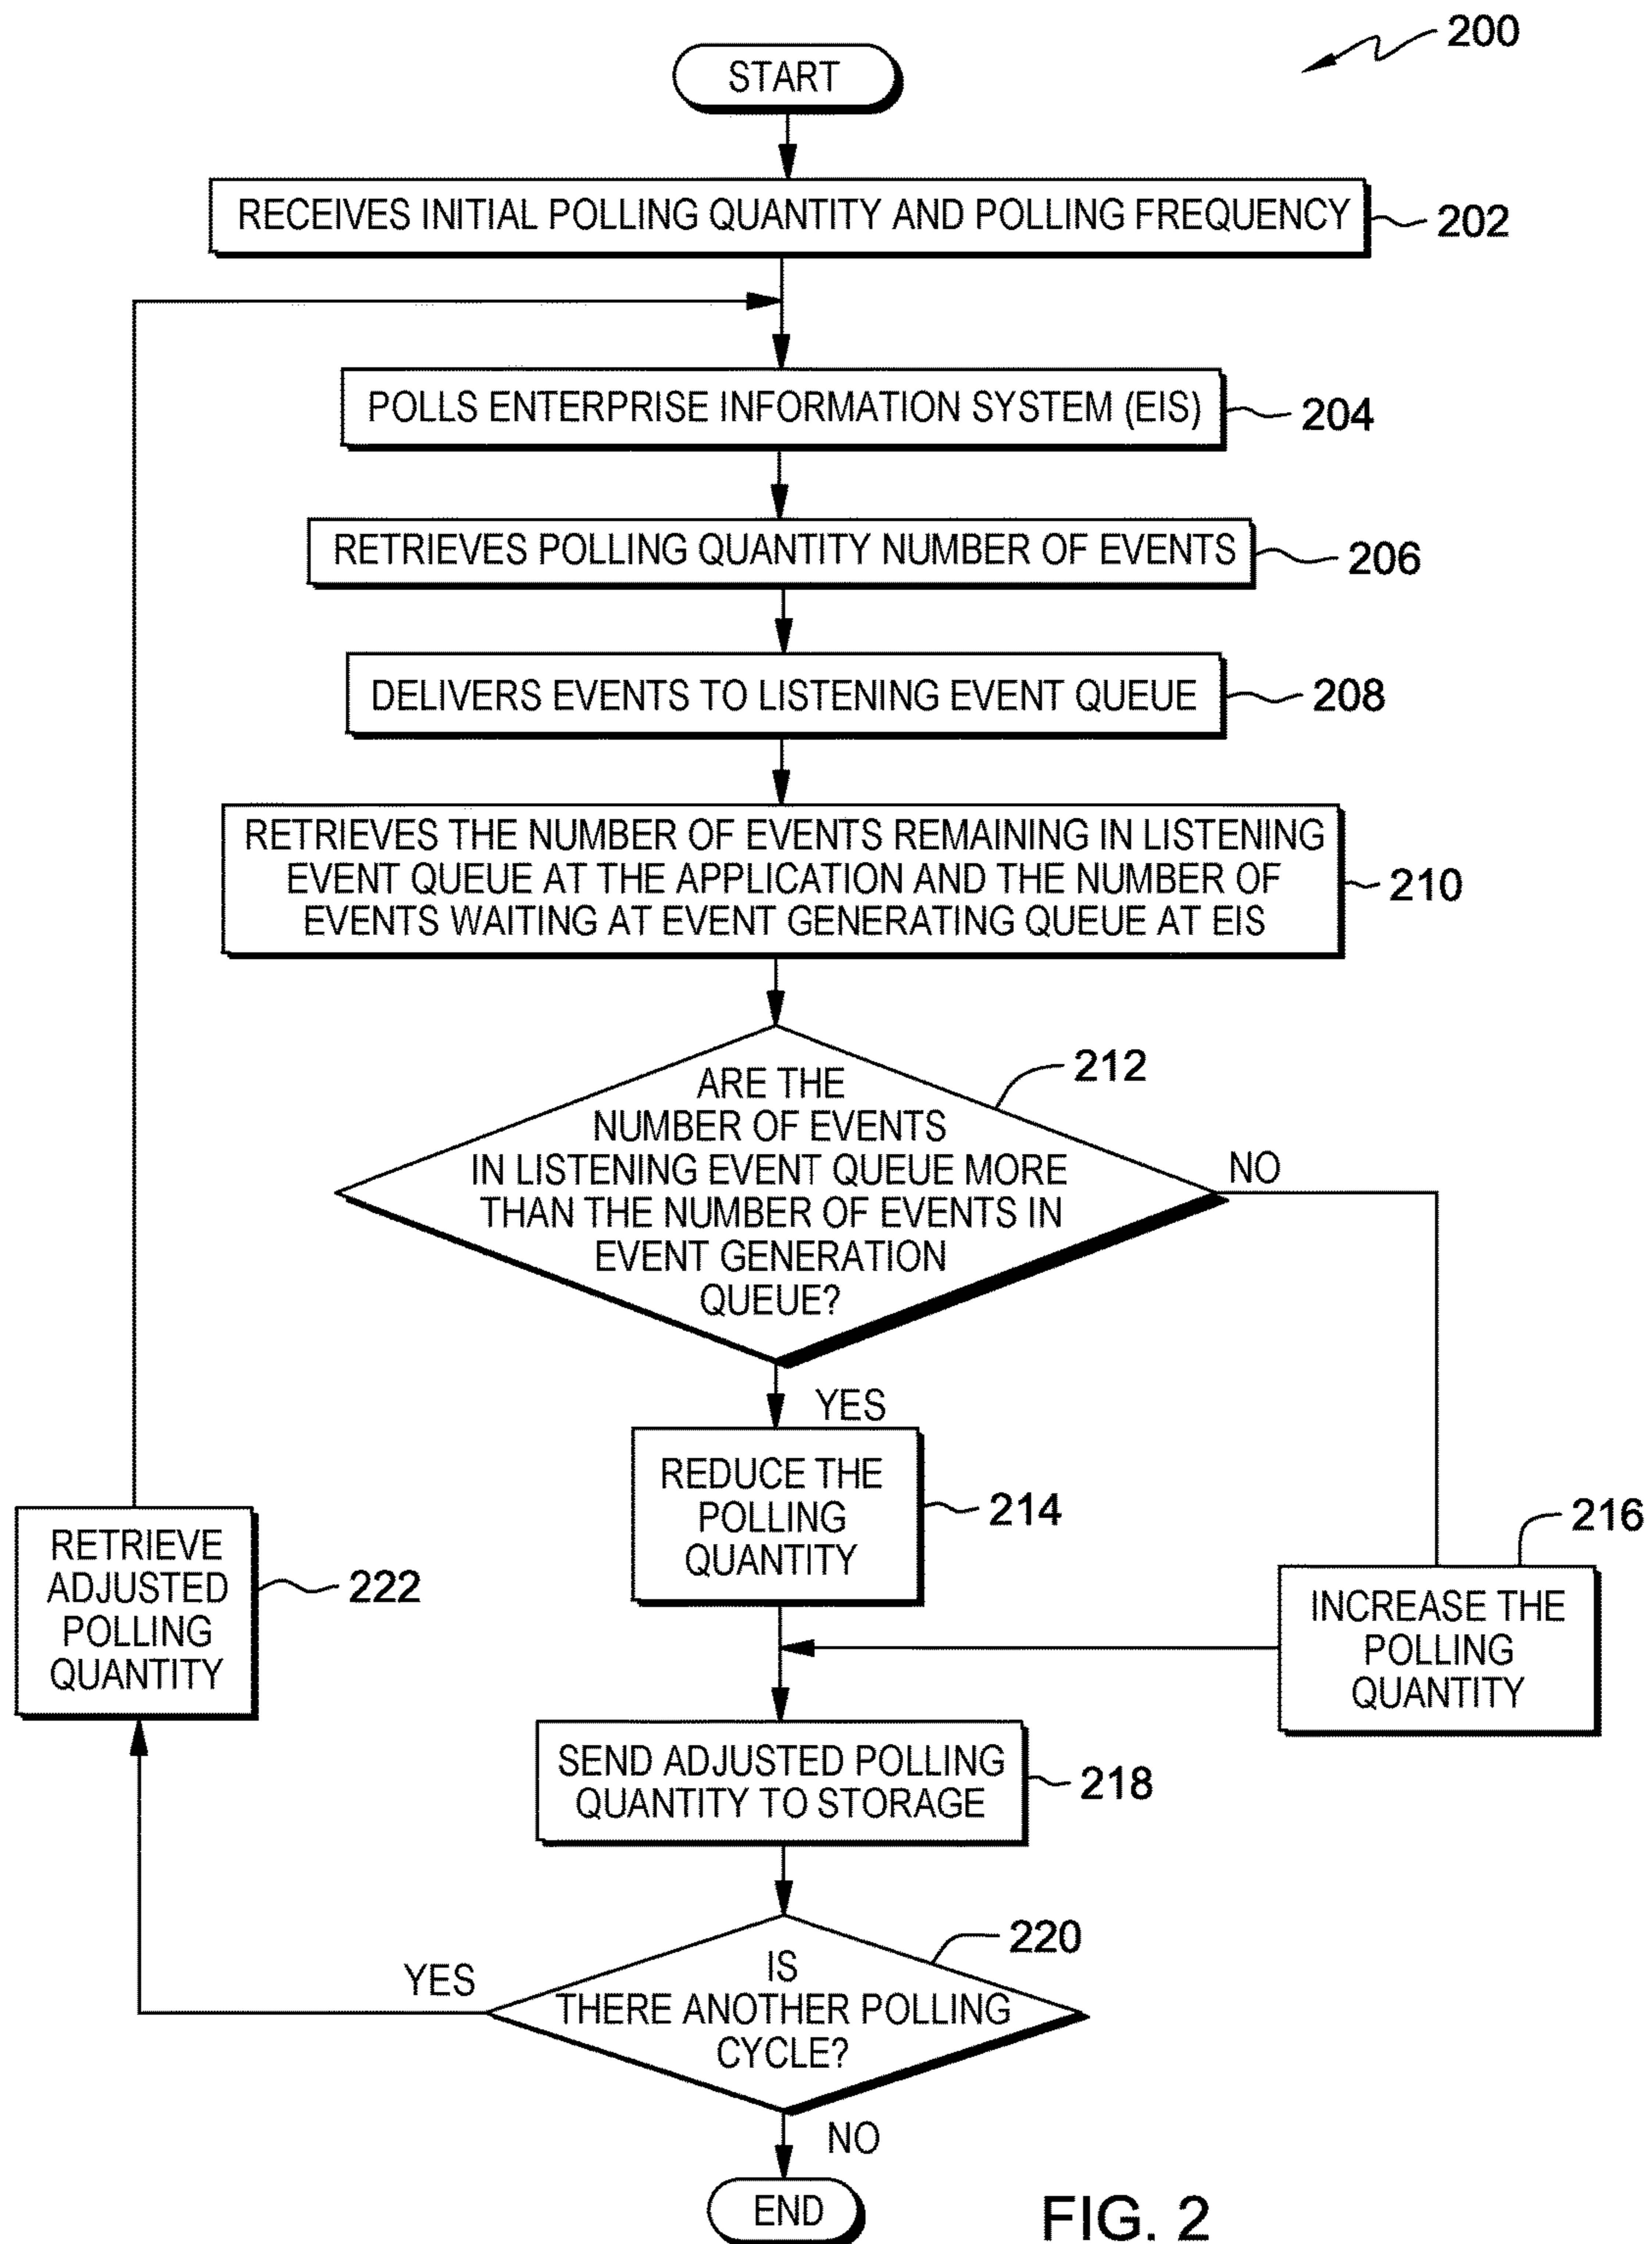 200
START
RECEIVES INITIAL POLLING QUANTITY AND POLLING FREQUENCY
202
POLLS ENTERPRISE INFORMATION SYSTEM (EIS)
204
RETRIEVES POLLING QUANTITY NUMBER OF EVENTS
206
DELIVERS EVENTS TO LISTENING EVENT QUEUE
208
RETRIEVES THE NUMBER OF EVENTS REMAINING IN LISTENING
EVENT QUEUE AT THE APPLICATION AND THE NUMBER OF
EVENTS WAITING AT EVENT GENERATING QUEUE AT EIS
210
ARE THE
NUMBER OF EVENTS
IN LISTENING EVENT QUEUE MORE
THAN THE NUMBER OF EVENTS IN
EVENT GENERATION
QUEUE?
212
NO
YES
REDUCE THE
POLLING
QUANTITY
214
216
INCREASE THE
POLLING
QUANTITY
RETRIEVE
ADJUSTED
POLLING
QUANTITY
222
SEND ADJUSTED POLLING
QUANTITY TO STORAGE
218
IS
THERE ANOTHER POLLING
CYCLE?
220
YES
NO
END
FIG. 2